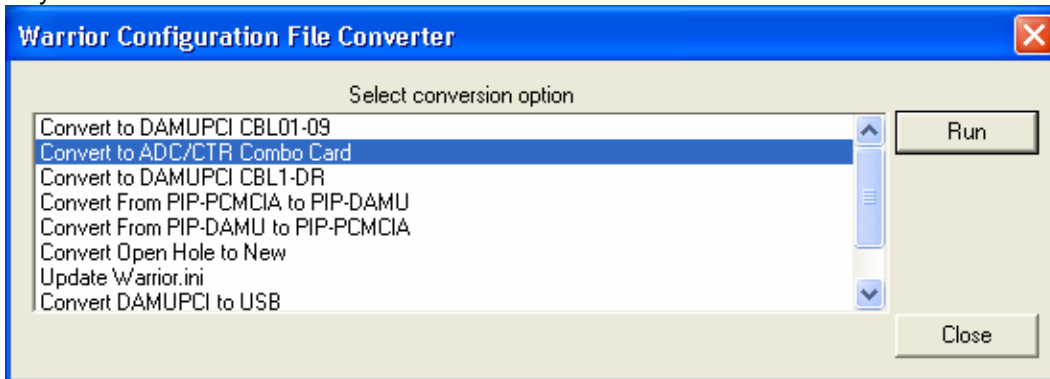 Warrior Configuration File Converter
Select conversion option
Convert to DAMUPCI CBL01-09
Run
Convert to ADC/CTR Combo Card
Convert to DAMUPCI CBL1-DR
Convert From PIP-PCMCIA to PIP-DAMU
Convert From PIP-DAMU to PIP-PCMCIA
Convert Open Hole to New
Update Warrior.ini
Convert DAMUPCI to USB
Close